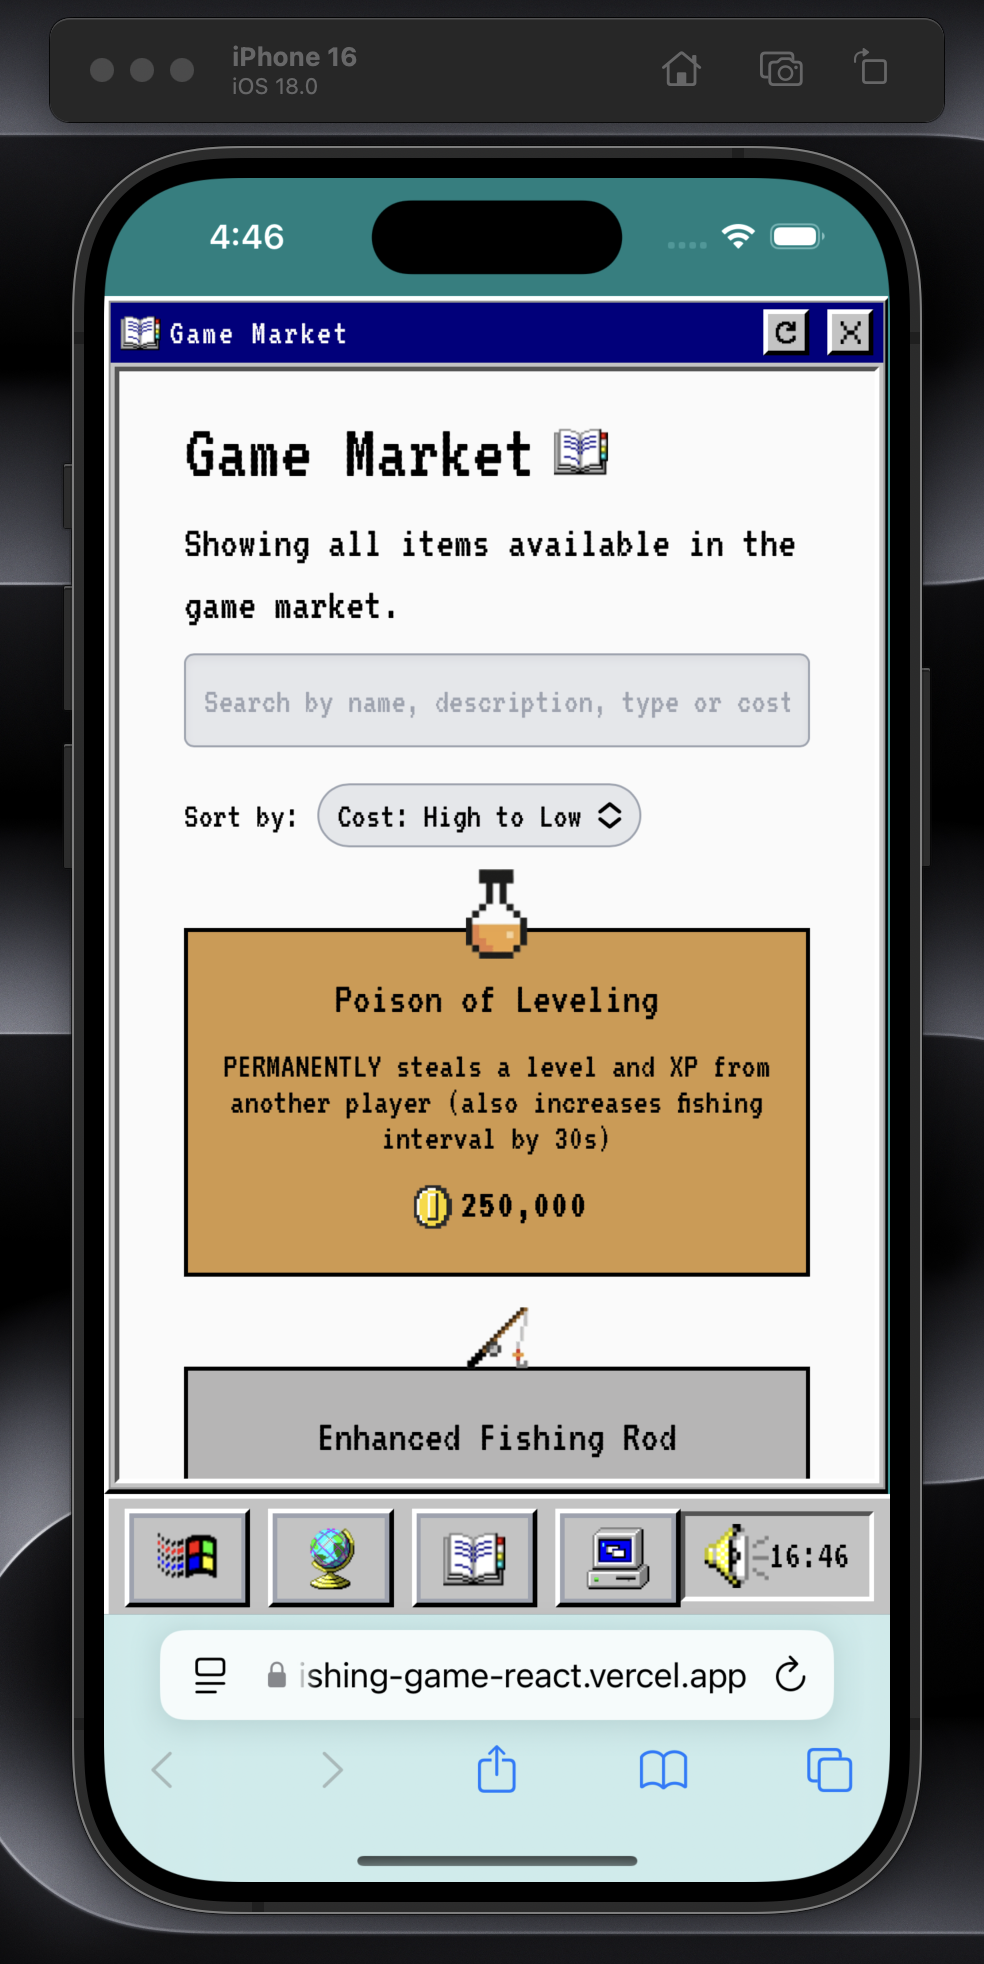 iPhone 16
iOS 18.0
4:46
Game Market
Game Market
Showing all items available in the
game market.
Search by name, description, type or cost
Sort by: Cost: High to Low
Poison of Leveling
PERMANENTLY steals a level and XP from
another player (also increases fishing
interval by 30s)
250,000
Enhanced Fishing Rod
16:46
ishing-game-react.vercel.app